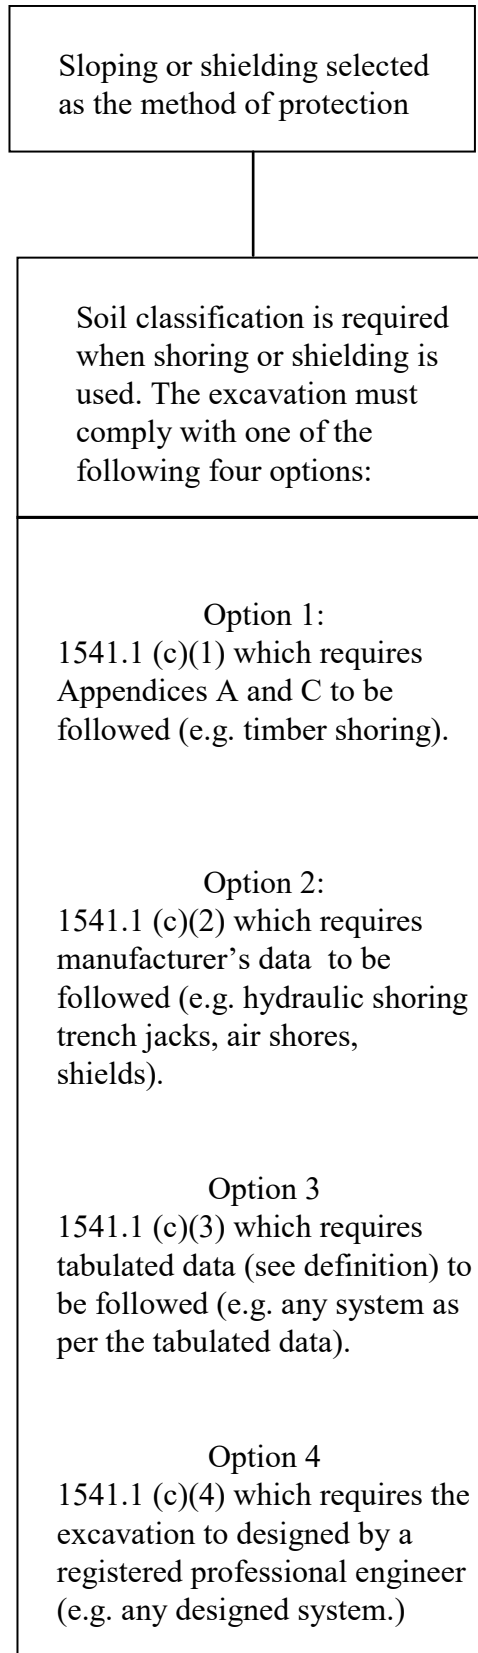 Sloping or shielding selected
as the method of protection
Soil classification is required
when shoring or shielding is
used. The excavation must
comply with one of the
following four options:
Option 1:
1541.1 (c)(1) which requires
Appendices A and C to be
followed (e.g. timber shoring).
Option 2:
1541.1 (c)(2) which requires
manufacturer’s data  to be
followed (e.g. hydraulic shoring
trench jacks, air shores,
shields).
Option 3
1541.1 (c)(3) which requires
tabulated data (see definition) to
be followed (e.g. any system as
per the tabulated data).
Option 4
1541.1 (c)(4) which requires the
excavation to designed by a
registered professional engineer
(e.g. any designed system.)